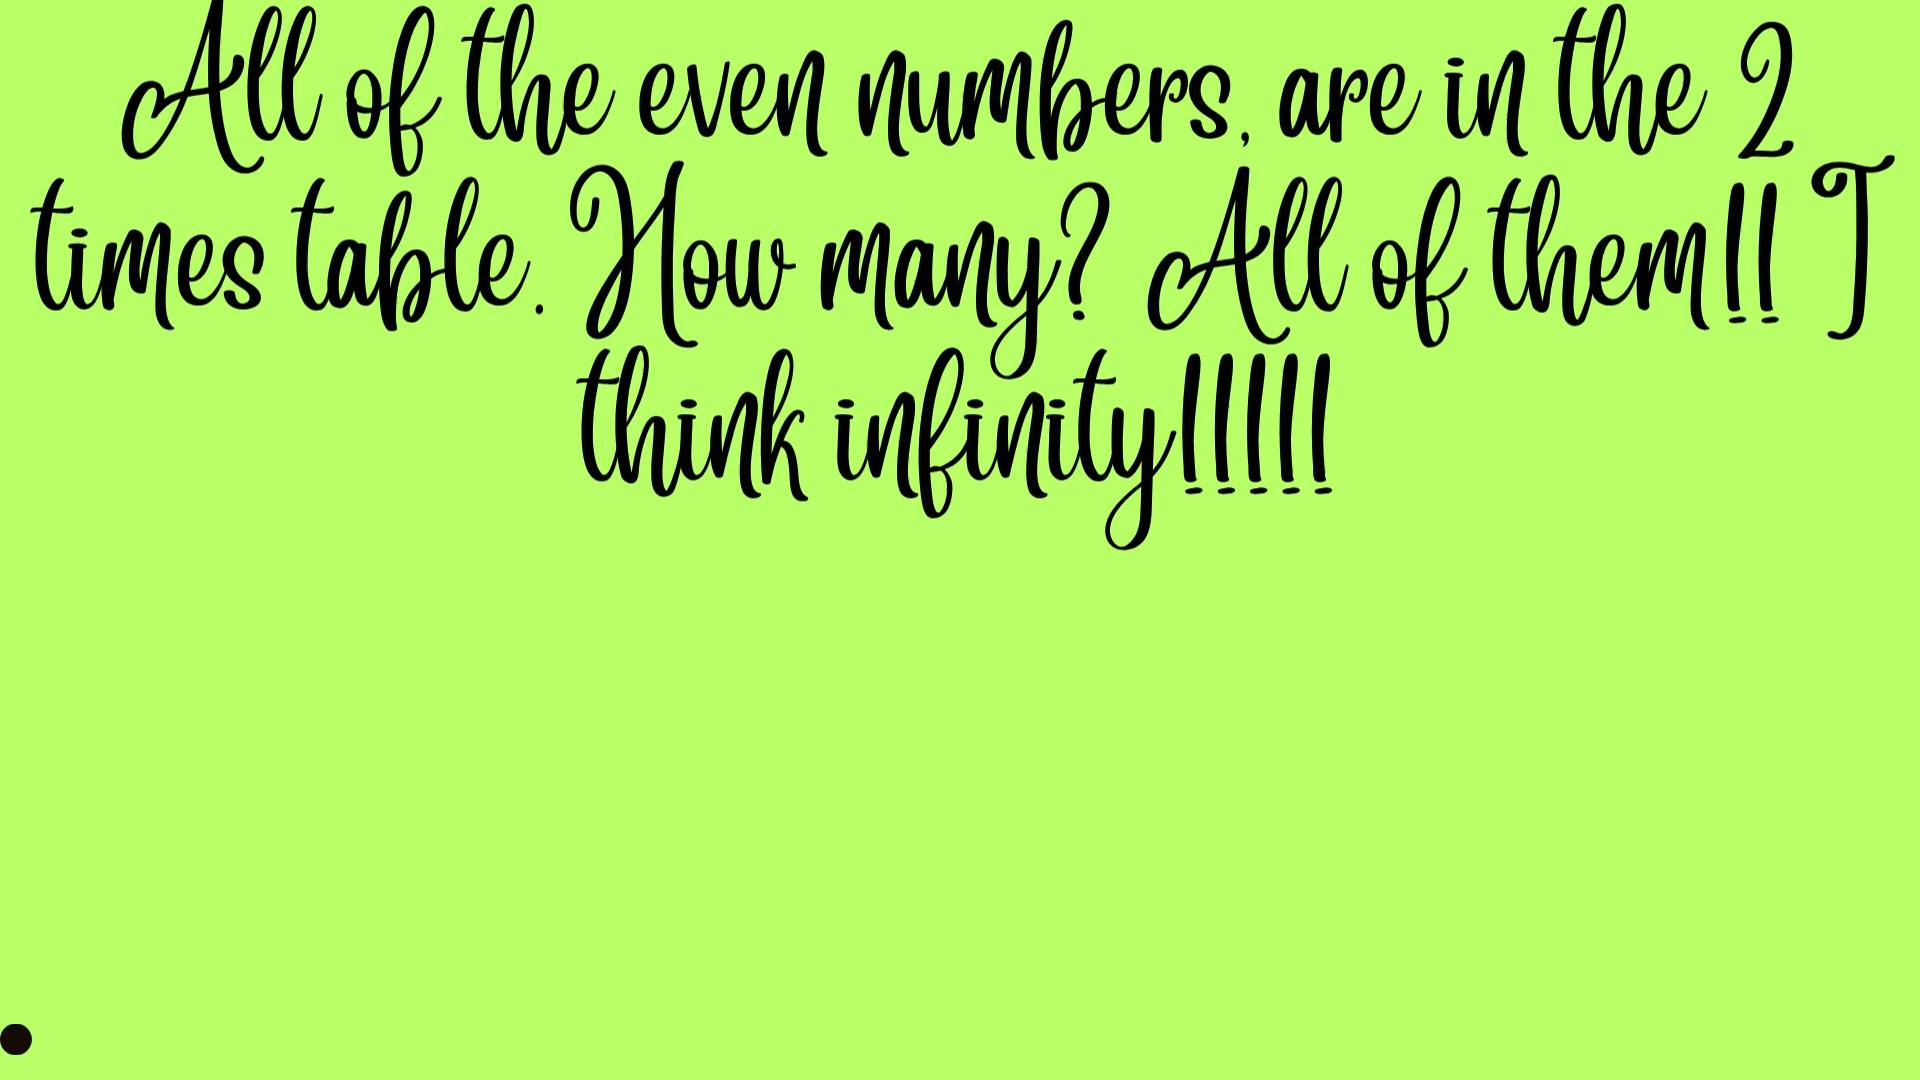 All of the even numbers, are in the 2
times table. How many? All of them!! I
think infinity!!!!!